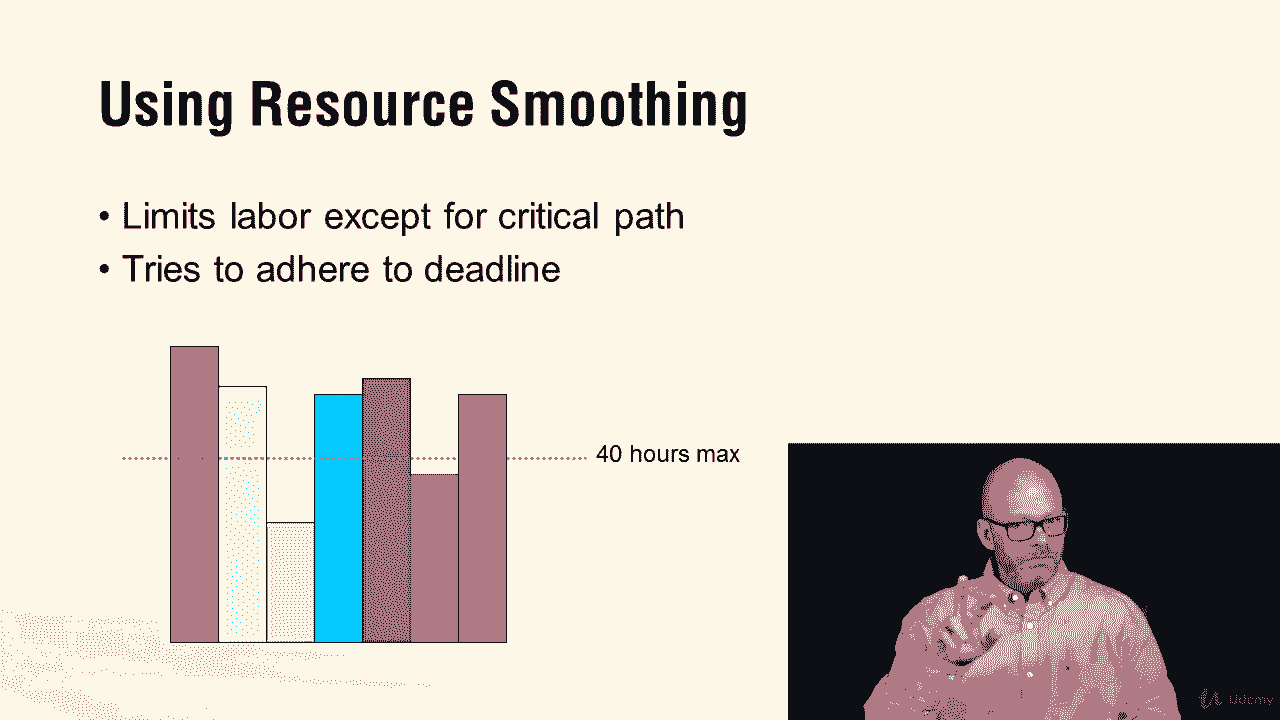 Using Resource Smoothing
• Limits labor except for critical path
• Tries to adhere to deadline
40 hours max
Udemy